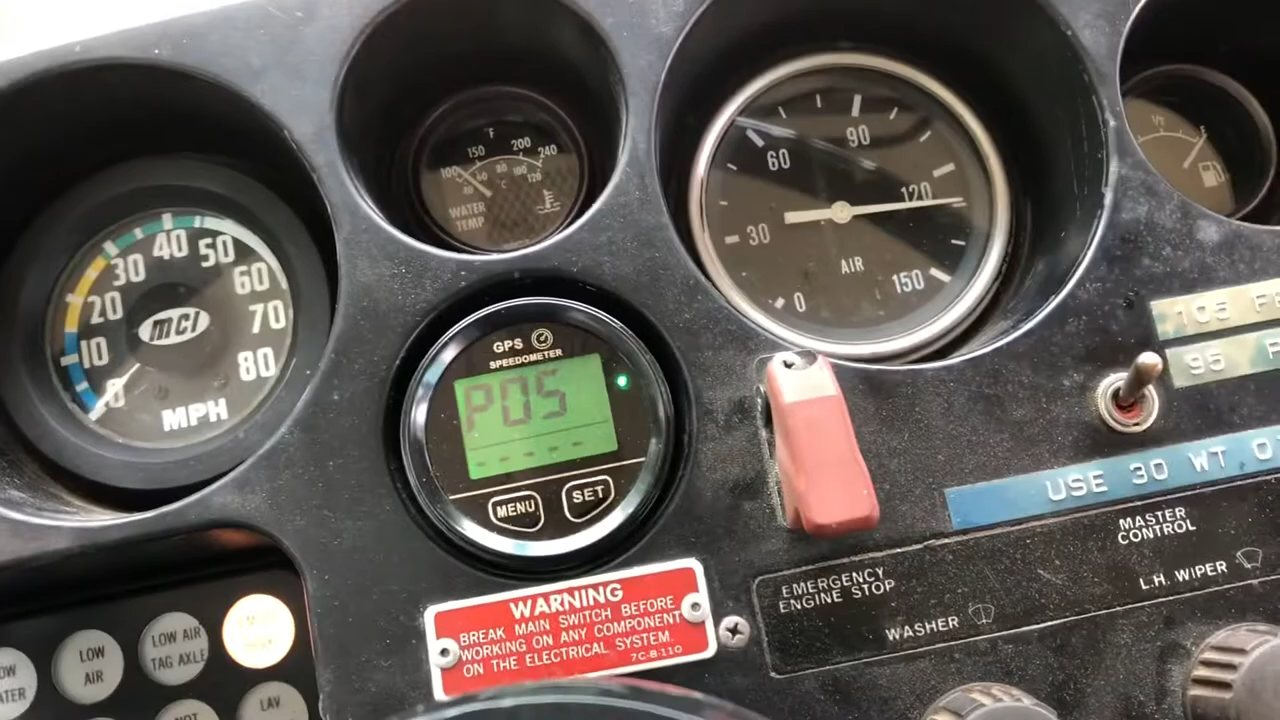 10
20
30
40
50
60
70
80
0
MCI
MPH
°F
100
150
200
240
40
60
80
100
120
°C
WATER
TEMP
0
30
60
90
120
150
AIR
F
GPS
SPEEDOMETER
POS
MENU
SET
105
95
USE 30 WT
WARNING
BREAK MAIN SWITCH BEFORE
WORKING ON ANY COMPONENT
ON THE ELECTRICAL SYSTEM.
7C-8-110
EMERGENCY
ENGINE STOP
WASHER
MASTER
CONTROL
L.H. WIPER
LOW
AIR
LOW AIR
TAG AXLE
LAV